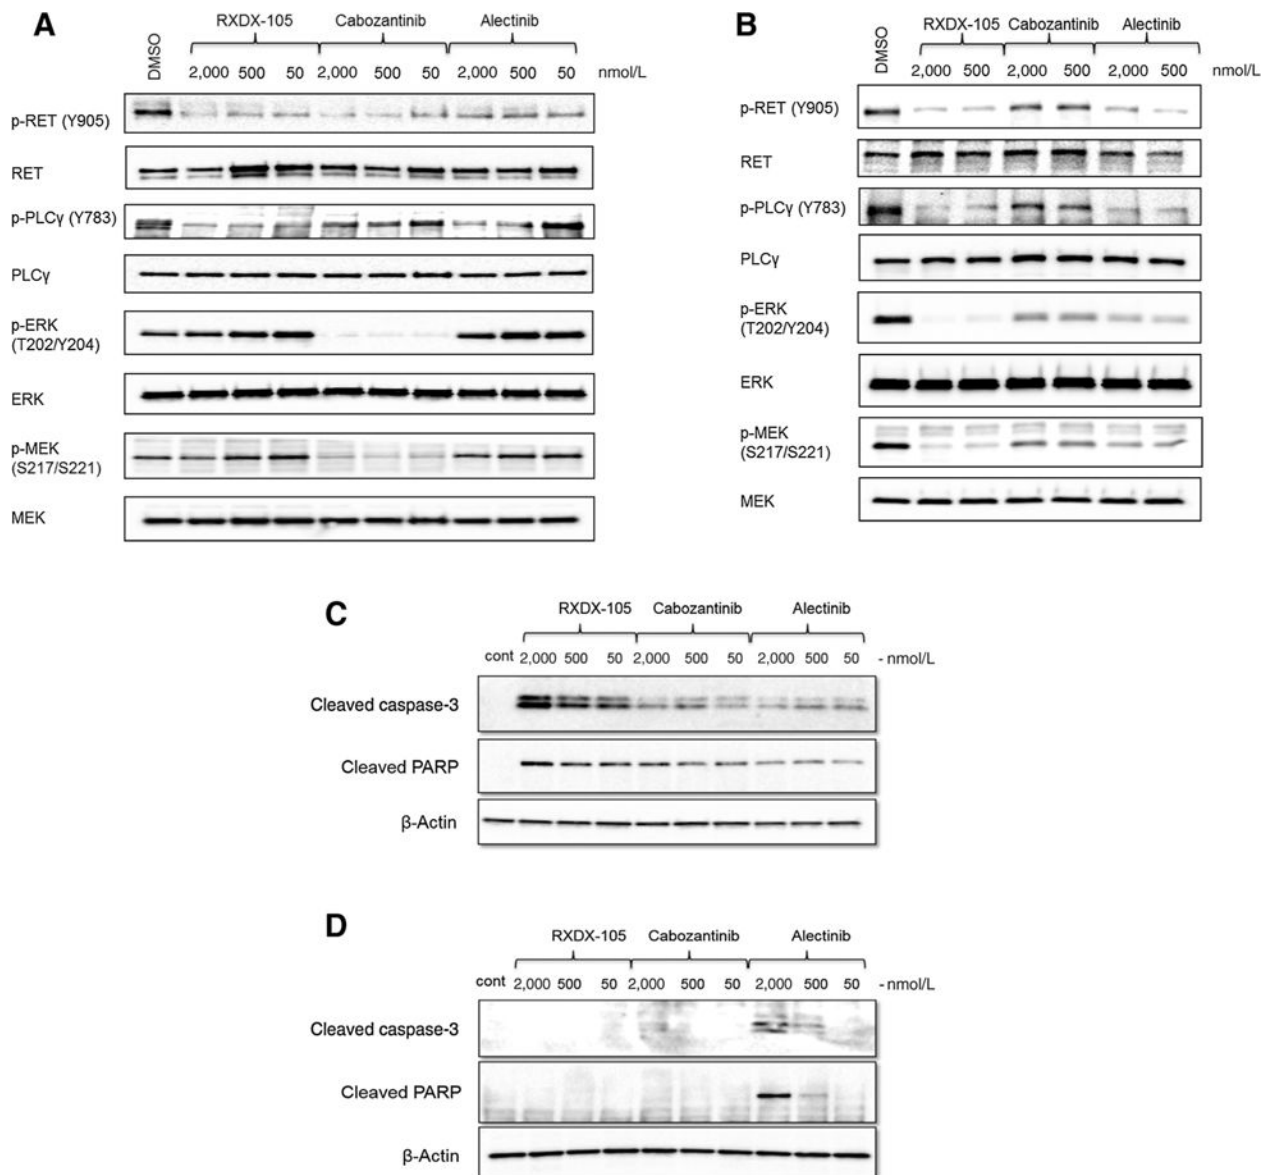 A
RXDX-105 Cabozantinib Alectinib
DMSO
2,000 500 50 2,000 500 50 2,000 500 50 nmol/L
p-RET (Y905)
RET
p-PLCγ (Y783)
PLCγ
p-ERK
(T202/Y204)
ERK
p-MEK
(S217/S221)
MEK
B
RXDX-105 Cabozantinib Alectinib
DMSO
2,000 500 2,000 500 2,000 500 nmol/L
p-RET (Y905)
RET
p-PLCγ (Y783)
PLCγ
p-ERK
(T202/Y204)
ERK
p-MEK
(S217/S221)
MEK
C
RXDX-105 Cabozantinib Alectinib
cont 2,000 500 50 2,000 500 50 2,000 500 50 - nmol/L
Cleaved caspase-3
Cleaved PARP
β-Actin
D
RXDX-105 Cabozantinib Alectinib
cont 2,000 500 50 2,000 500 50 2,000 500 50 - nmol/L
Cleaved caspase-3
Cleaved PARP
β-Actin